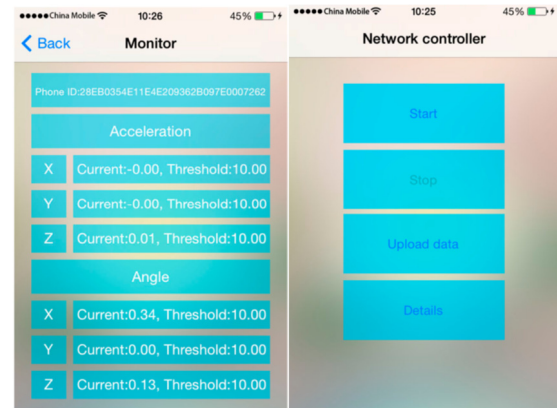 China Mobile 10:26 45%
Back Monitor
Phone ID:28EB0354E11E4E209362B097E0007262
Acceleration
X Current:-0.00, Threshold:10.00
Y Current:-0.00, Threshold:10.00
Z Current:0.01, Threshold:10.00
Angle
X Current:0.34, Threshold:10.00
Y Current:0.00, Threshold:10.00
Z Current:0.13, Threshold:10.00
China Mobile 10:25 45%
Network controller
Start
Stop
Upload data
Details